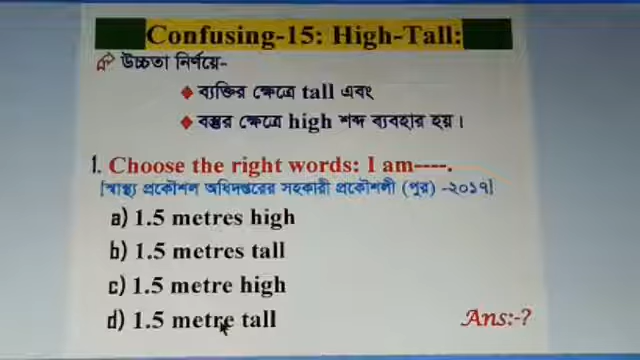 Confusing-15: High-Tall:
উচ্চতা নির্ণয়ে-
ব্যক্তির ক্ষেত্রে tall এবং
বস্তুর ক্ষেত্রে high শব্দ ব্যবহার হয়।
1. Choose the right words: I am----.
[স্বাস্থ্য প্রকৌশল অধিদপ্তরের সহকারী প্রকৌশলী (পুর) -২০১৭]
a) 1.5 metres high
b) 1.5 metres tall
c) 1.5 metre high
d) 1.5 metre tall
Ans:-?